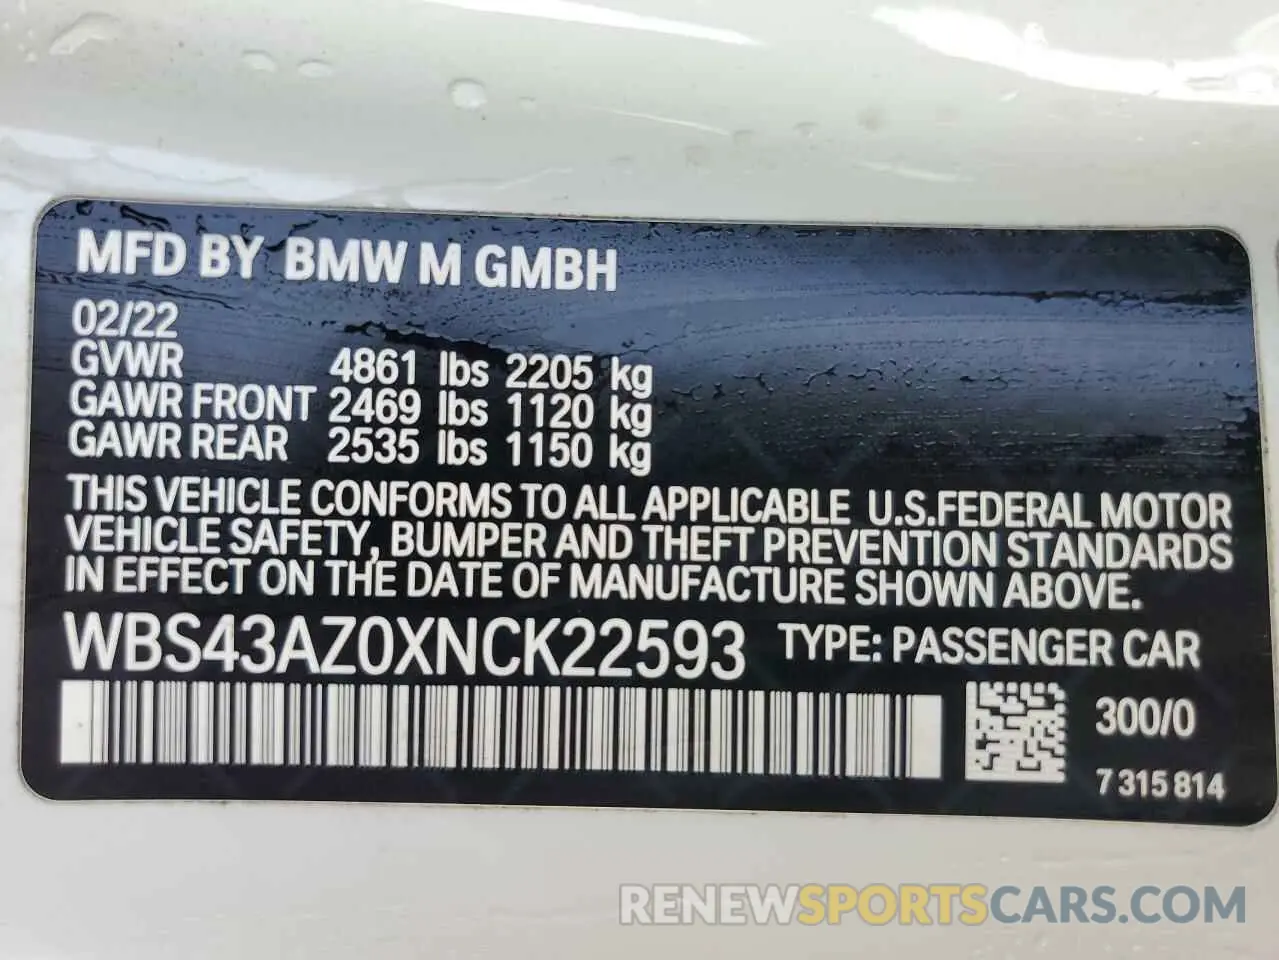 MFD BY BMW M GMBH
02/22
GVWR 4861 lbs 2205 kg
GAWR FRONT 2469 lbs 1120 kg
GAWR REAR 2535 lbs 1150 kg
THIS VEHICLE CONFORMS TO ALL APPLICABLE U.S.FEDERAL MOTOR
VEHICLE SAFETY, BUMPER AND THEFT PREVENTION STANDARDS
IN EFFECT ON THE DATE OF MANUFACTURE SHOWN ABOVE.
WBS43AZ0XNCK22593 TYPE: PASSENGER CAR
300/0
7 315 814
RENEWSPORTSCARS.COM